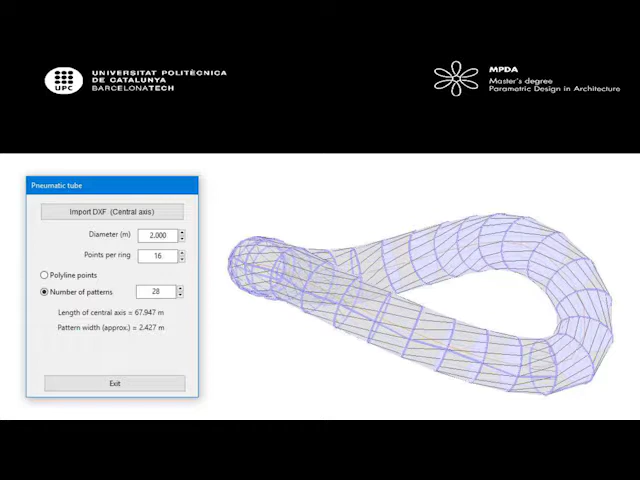 UNIVERSITAT POLITÈCNICA
DE CATALUNYA
BARCELONATECH
UPC
MPDA
Master's degree
Parametric Design in Architecture
Pneumatic tube
Import DXF (Central axis)
Diameter (m) 2.000
Points per ring 16
Polyline points
Number of patterns 28
Length of central axis = 67.947 m
Pattern width (approx.) = 2.427 m
Exit